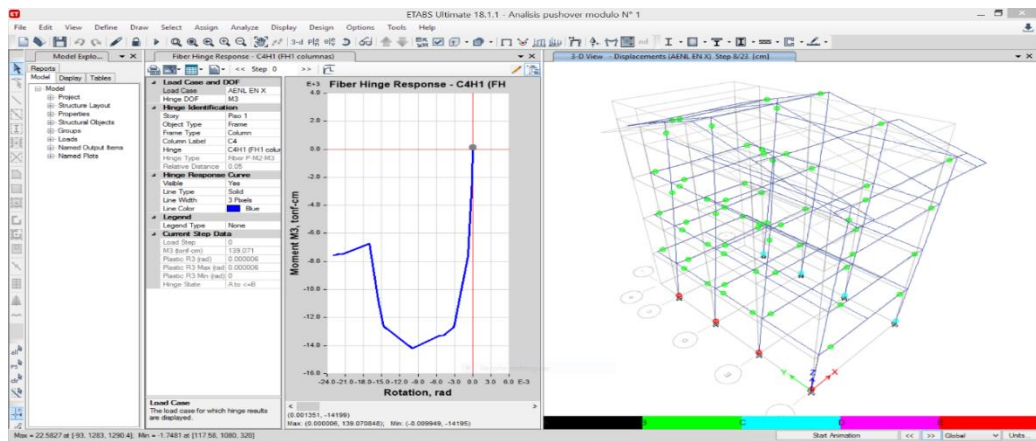 ETABS Ultimate 18.1.1 - Analisis pushover modulo N° 1
File Edit View Define Draw Select Assign Analyze Display Design Options Tools Help
Model Explo...
Reports
Model Display Tables
Model
Project
Structure Layout
Properties
Structural Objects
Groups
Loads
Named Output Items
Named Plots
Fiber Hinge Response - C4H1 (FH1 columnas)
<< Step 0 >>
Load Case and DOF
Load Case AENL EN X
Hinge DOF M3
Hinge Identification
Story Piso 1
Object Type Frame
Frame Type Column
Column Label C4
Hinge C4H1 (FH1 colur
Hinge Type Fiber P-M2-M3
Relative Distance 0.05
Hinge Response Curve
Visible Yes
Line Type Solid
Line Width 3 Pixels
Line Color Blue
Legend
Legend Type None
Current Step Data
Load Step 0
M3 (tonf-cm) 139.071
Plastic R3 (rad) 0.000006
Plastic R3 Max (rad) 0.000006
Plastic R3 Min (rad) 0
Hinge State A to <=B
Load Case
The load case for which hinge results are displayed.
E+3 Fiber Hinge Response - C4H1 (FH
4.0
2.0
0.0
-2.0
-4.0
-6.0
-8.0
-10.0
-12.0
-14.0
-16.0
Moment M3, tonf-cm
-24.0 -21.0 -18.0 -15.0 -12.0 -9.0 -6.0 -3.0 0.0 3.0 6.0 E-3
Rotation, rad
(0.001351, -14199)
Max: (0.000006, 139.070848); Min: (-0.009949, -14195)
3-D View - Displacements (AENL EN X) Step 8/23 [cm]
X
Y
Z
B C D E
Max = 22.5827 at [-93, 1283, 1290.4]; Min = -1.7481 at [117.58, 1080, 320]
Start Animation << >> Global Units